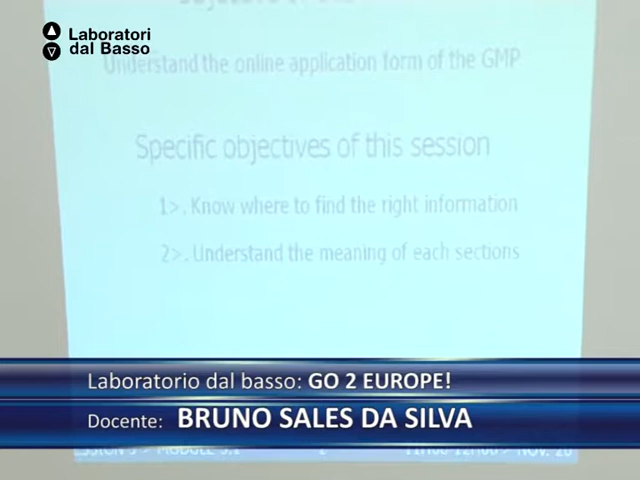 Laboratori
dal Basso
Understand the online application form of the GMP
Specific objectives of this session
1>. Know where to find the right information
2>. Understand the meaning of each sections
Laboratorio dal basso: GO 2 EUROPE!
Docente: BRUNO SALES DA SILVA